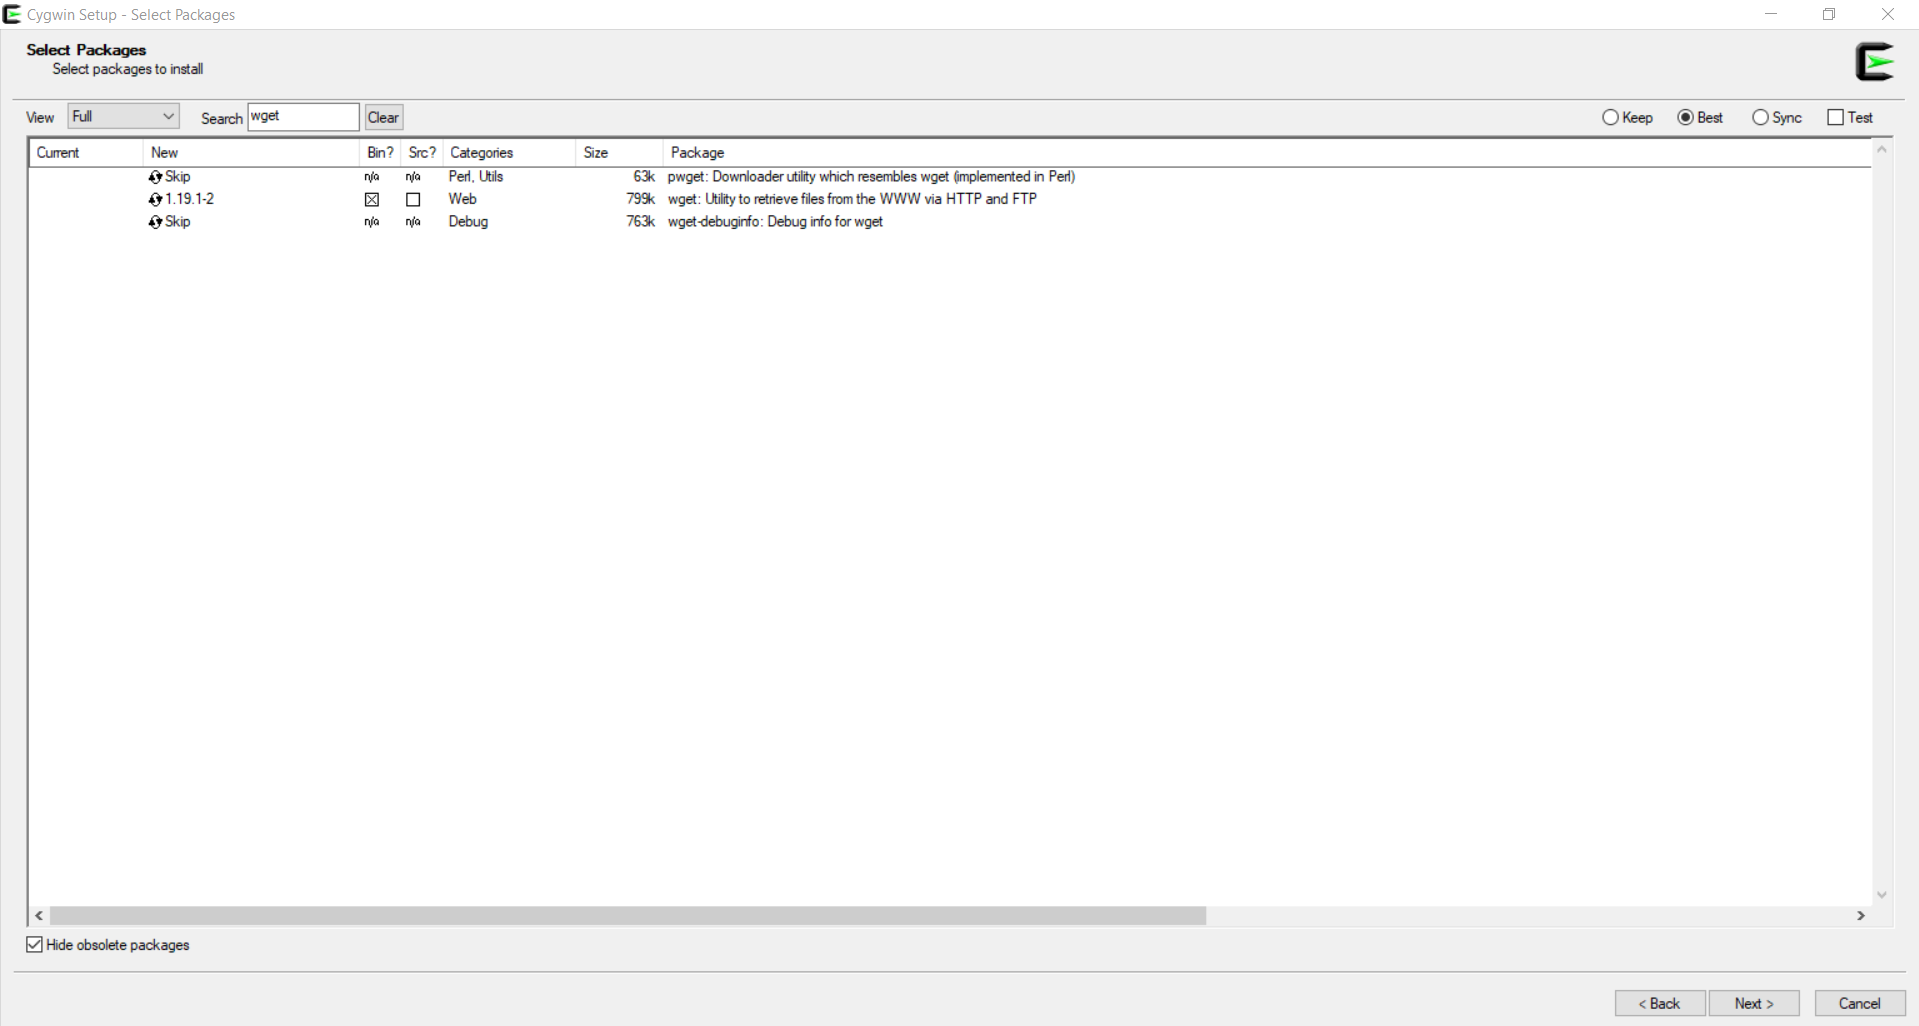 Cygwin Setup - Select Packages
Select Packages
Select packages to install
View Full Search wget Clear Keep Best Sync Test
Current New Bin? Src? Categories Size Package
Skip n/a n/a Perl, Utils 63k pwget: Downloader utility which resembles wget (implemented in Perl)
1.19.1-2 Web 799k wget: Utility to retrieve files from the WWW via HTTP and FTP
Skip n/a n/a Debug 763k wget-debuginfo: Debug info for wget
Hide obsolete packages
< Back Next > Cancel